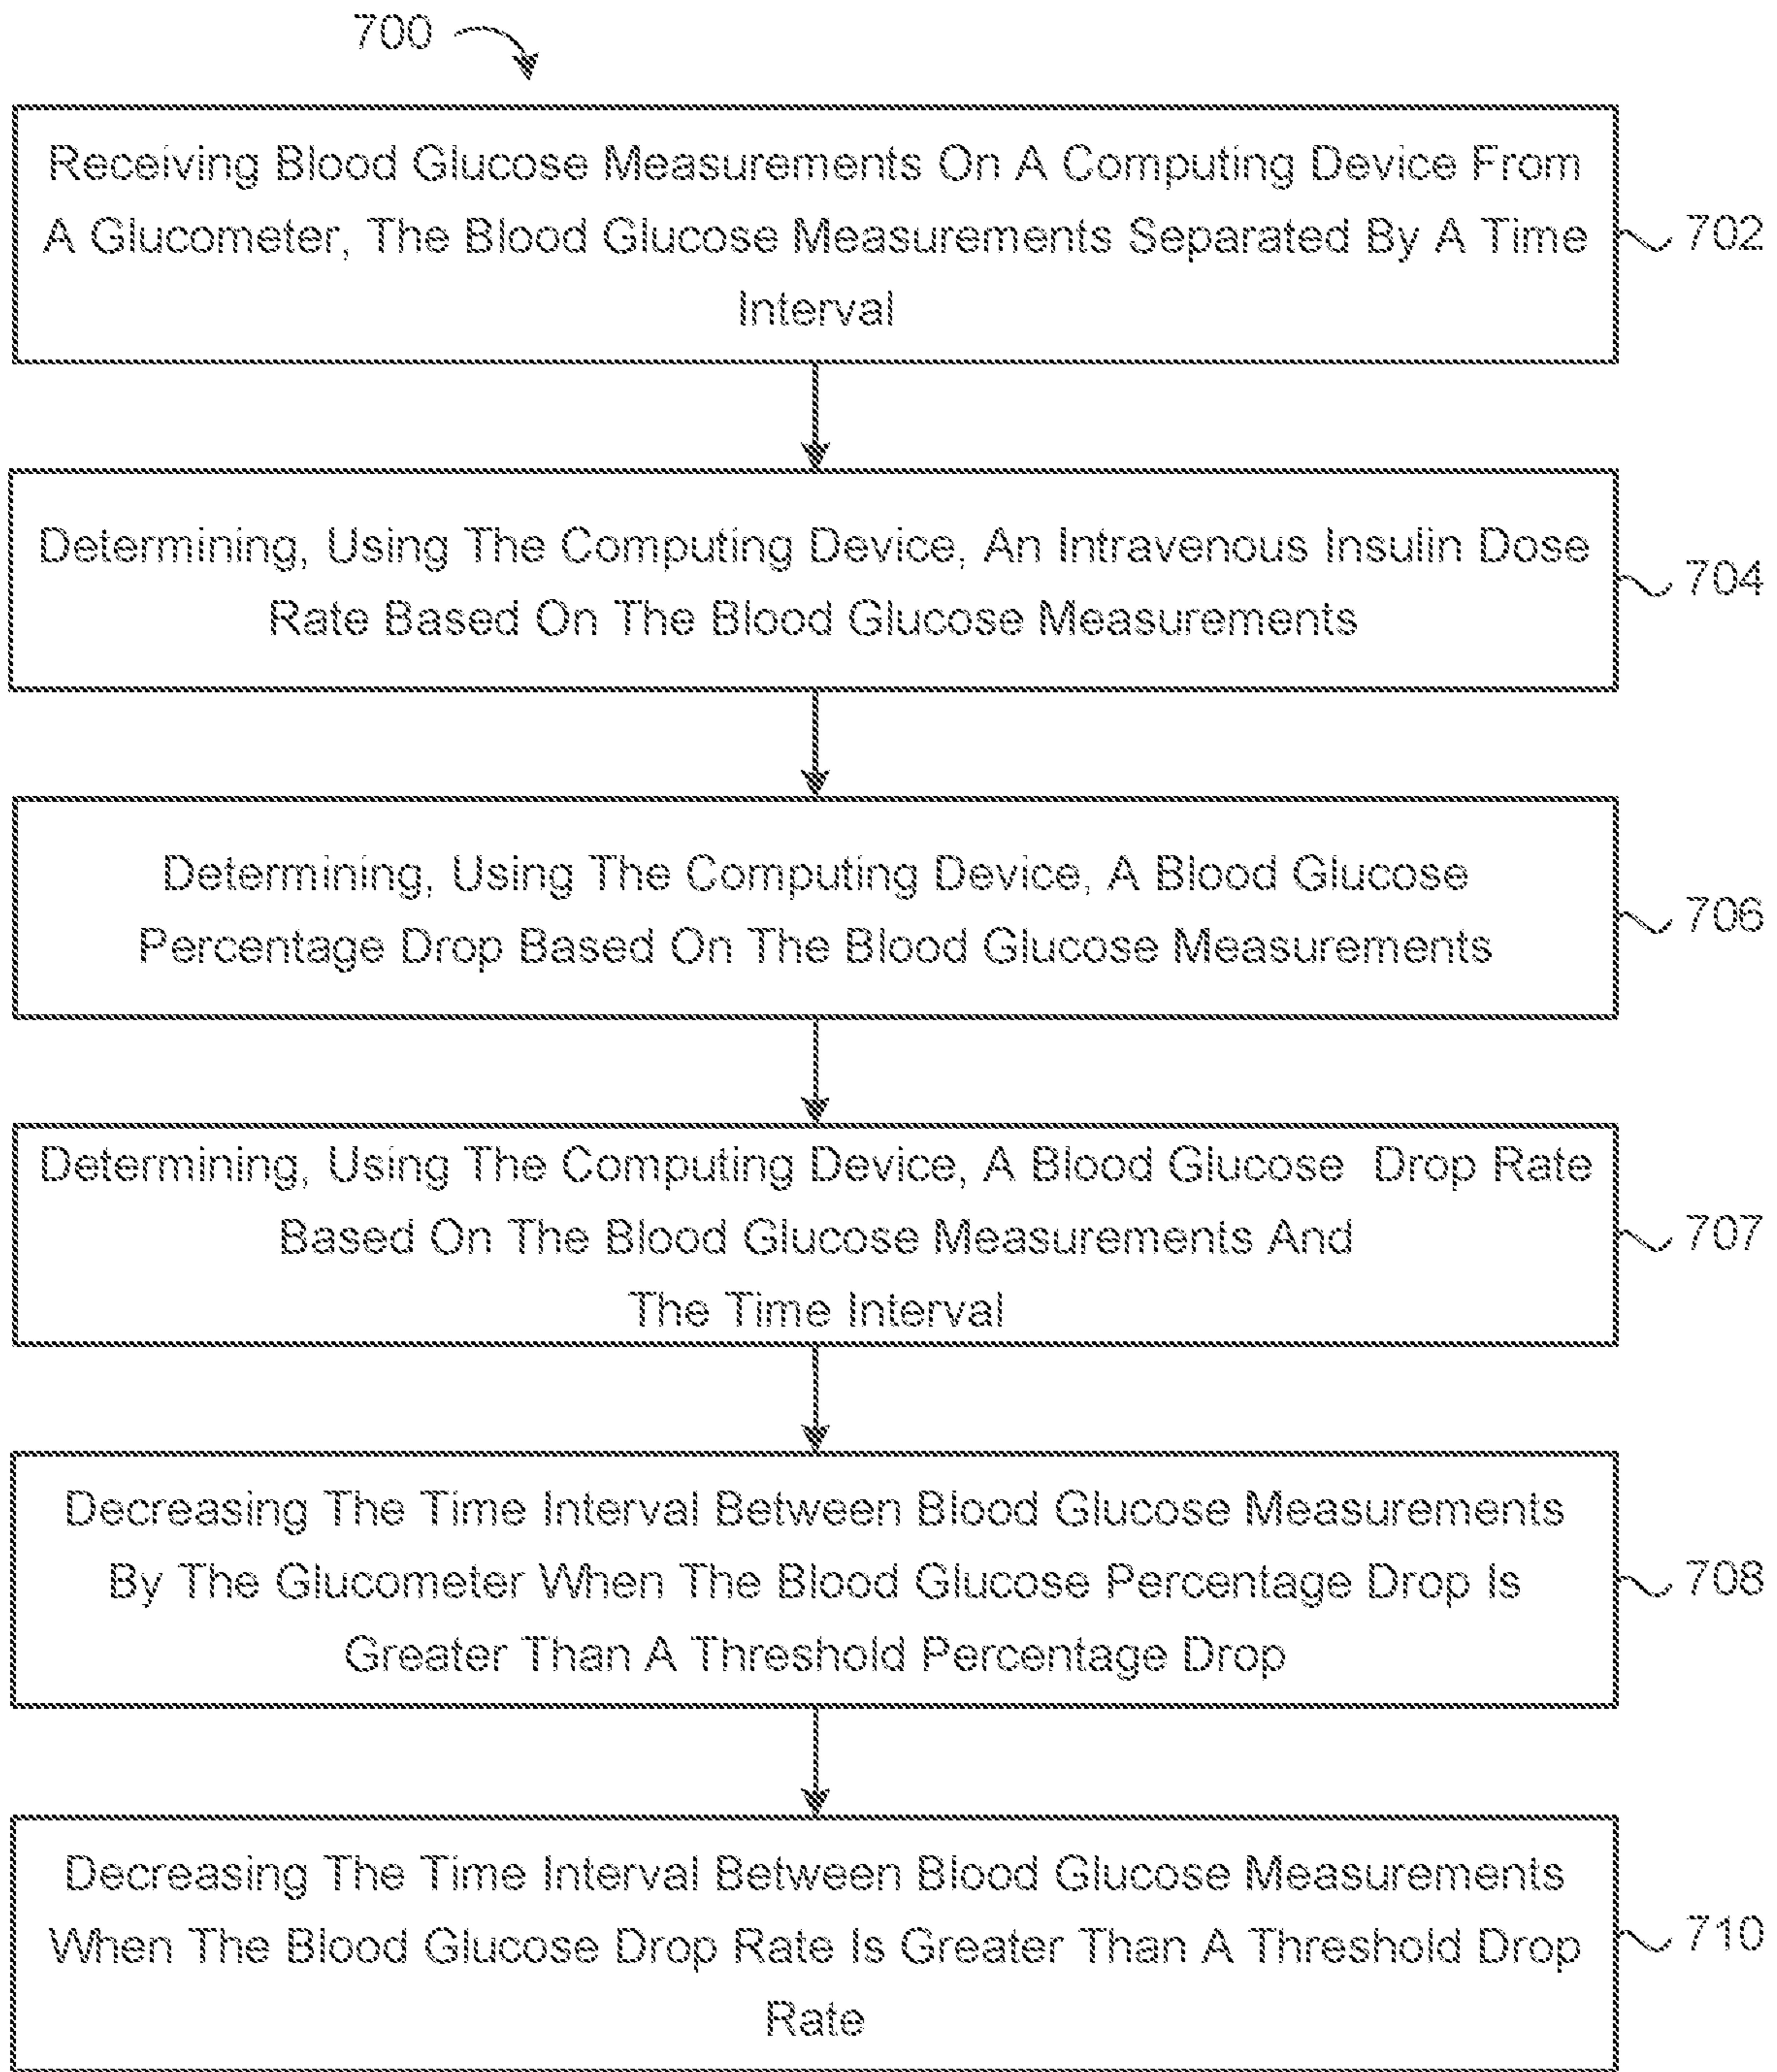 700
Receiving Blood Glucose Measurements On A Computing Device From
A Glucometer, The Blood Glucose Measurements Separated By A Time
Interval
702
Determining, Using The Computing Device, An Intravenous Insulin Dose
Rate Based On The Blood Glucose Measurements
704
Determining, Using The Computing Device, A Blood Glucose
Percentage Drop Based On The Blood Glucose Measurements
706
Determining, Using The Computing Device, A Blood Glucose Drop Rate
Based On The Blood Glucose Measurements And
The Time Interval
707
Decreasing The Time Interval Between Blood Glucose Measurements
By The Glucometer When The Blood Glucose Percentage Drop Is
Greater Than A Threshold Percentage Drop
708
Decreasing The Time Interval Between Blood Glucose Measurements
When The Blood Glucose Drop Rate Is Greater Than A Threshold Drop
Rate
710